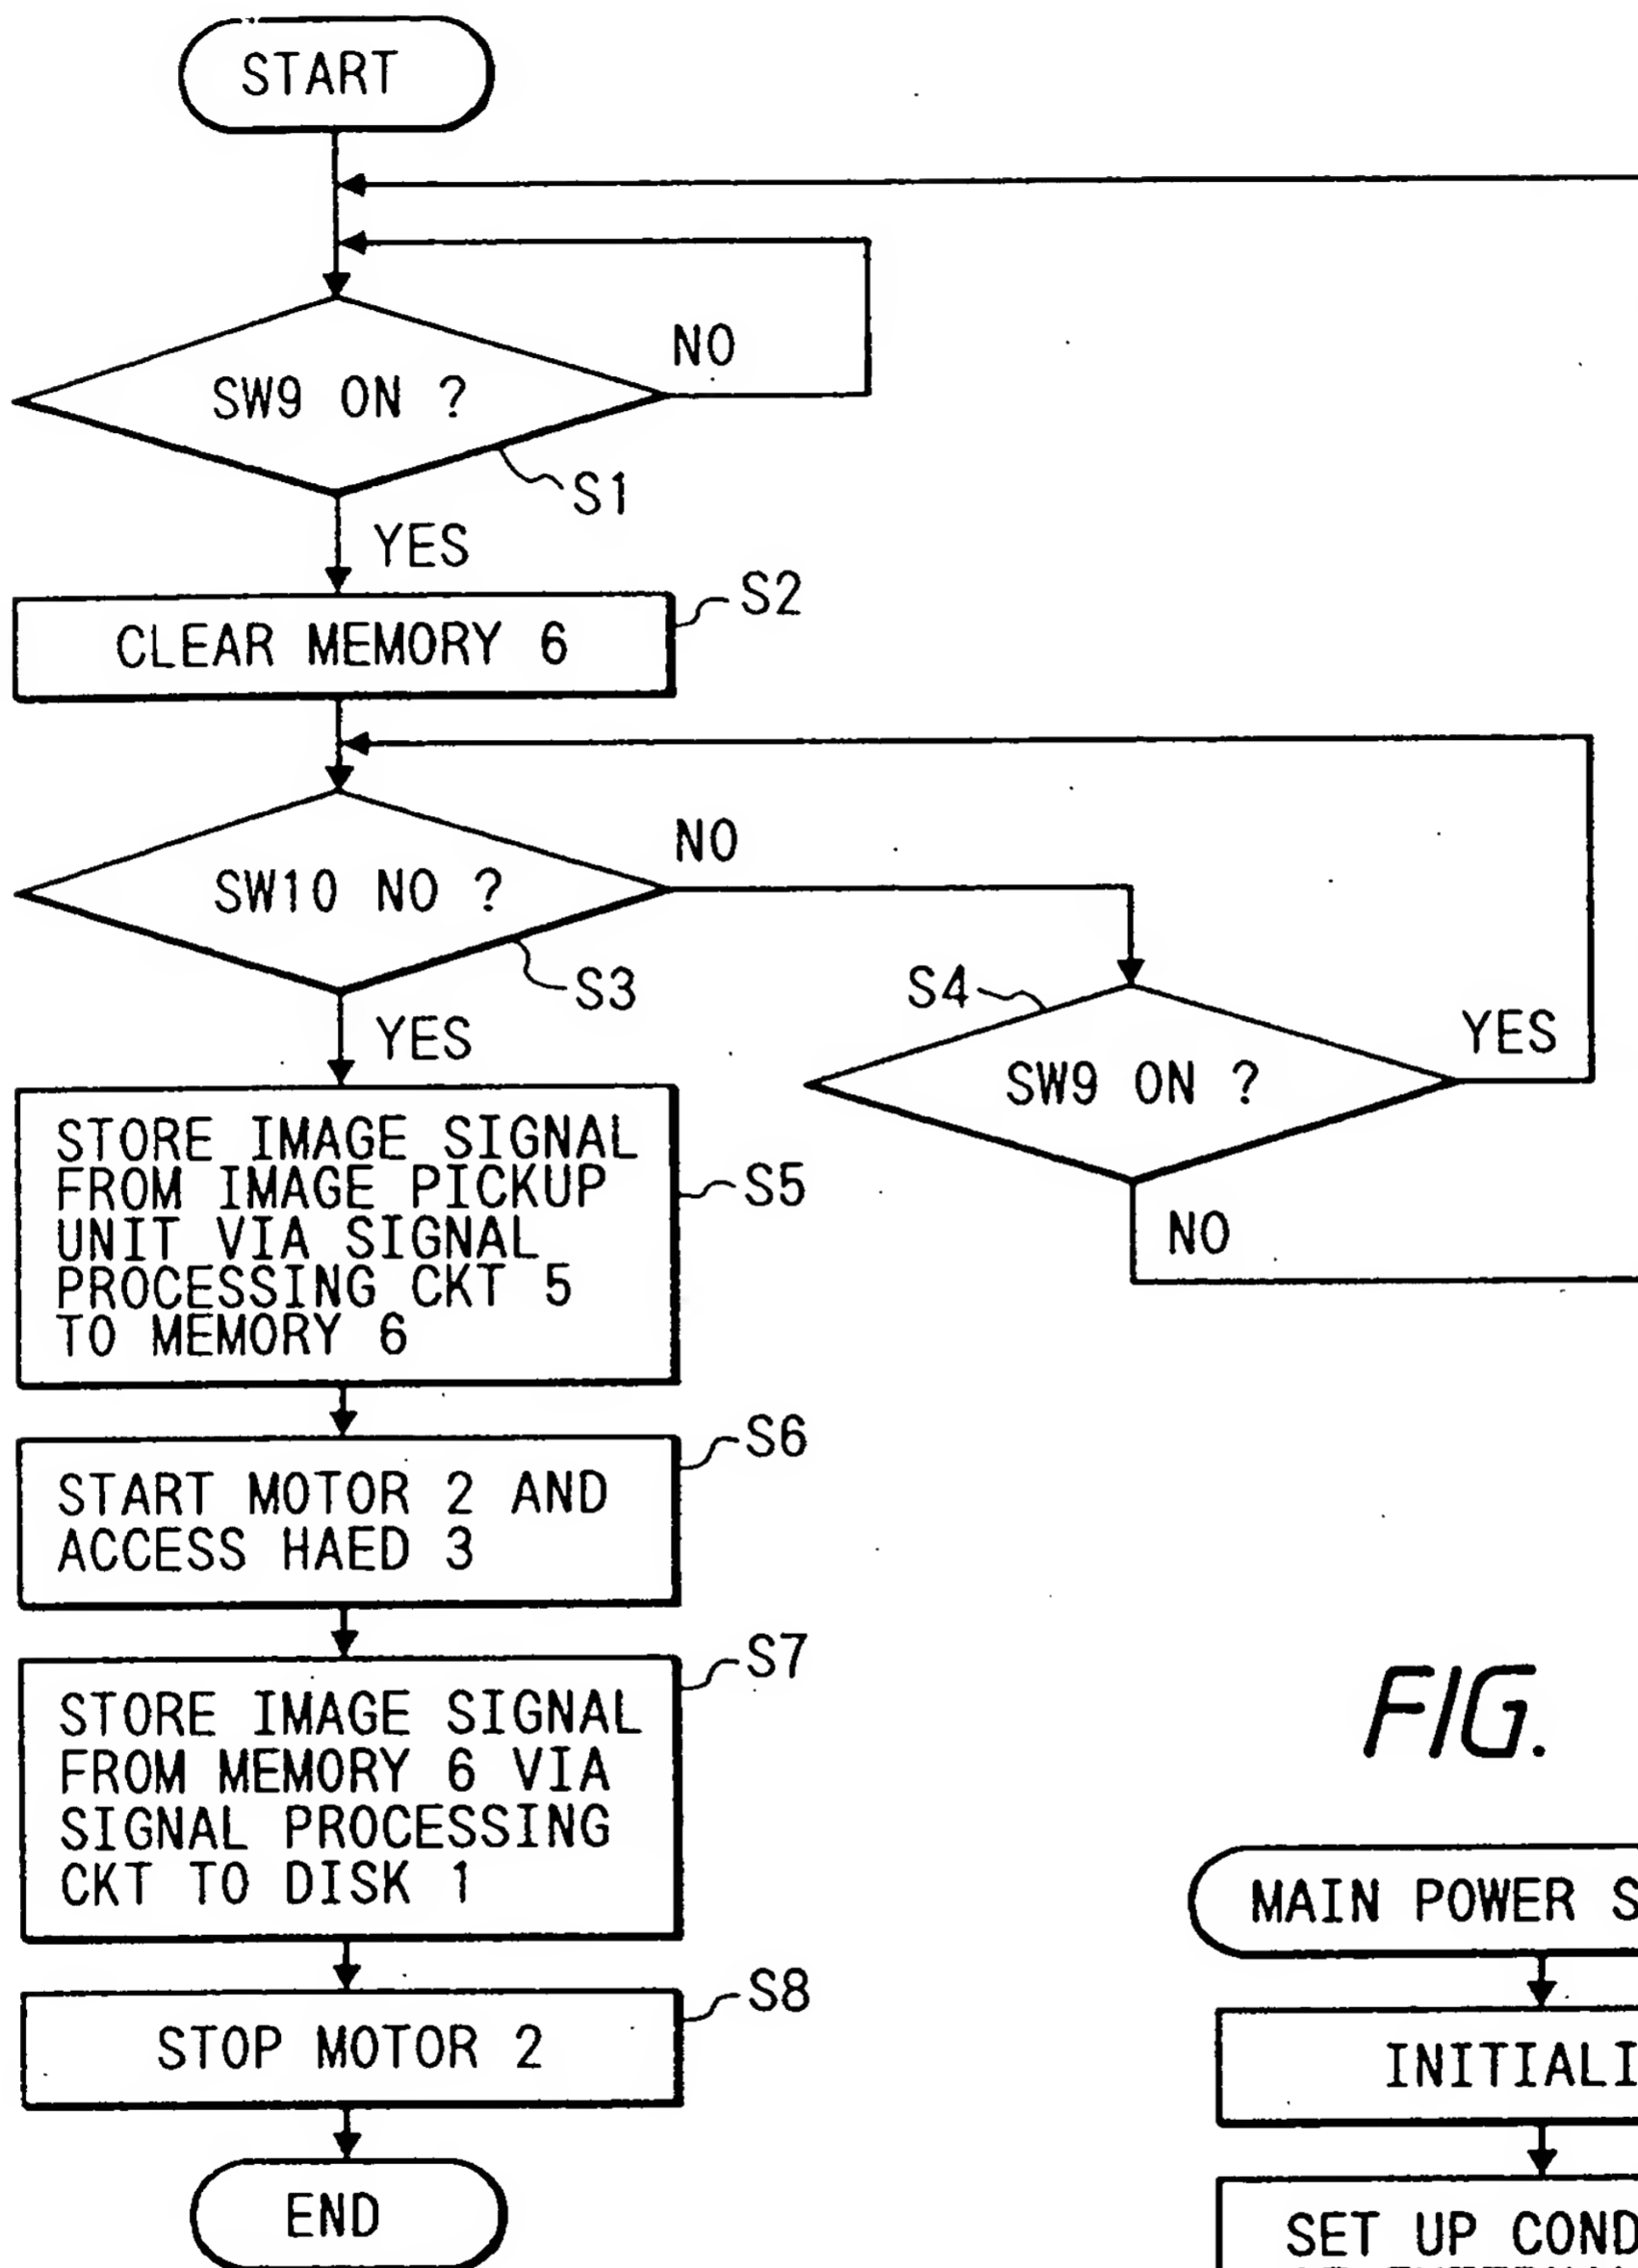 START
SW9 ON ?
NO
S1
YES
S2
CLEAR MEMORY 6
SW10 NO ?
NO
S3
YES
S4
SW9 ON ?
YES
NO
STORE IMAGE SIGNAL
FROM IMAGE PICKUP
UNIT VIA SIGNAL
PROCESSING CKT 5
TO MEMORY 6
S5
S6
START MOTOR 2 AND
ACCESS HAED 3
S7
STORE IMAGE SIGNAL
FROM MEMORY 6 VIA
SIGNAL PROCESSING
CKT TO DISK 1
S8
STOP MOTOR 2
END
FIG.
MAIN POWER S
INITIALI
SET UP COND